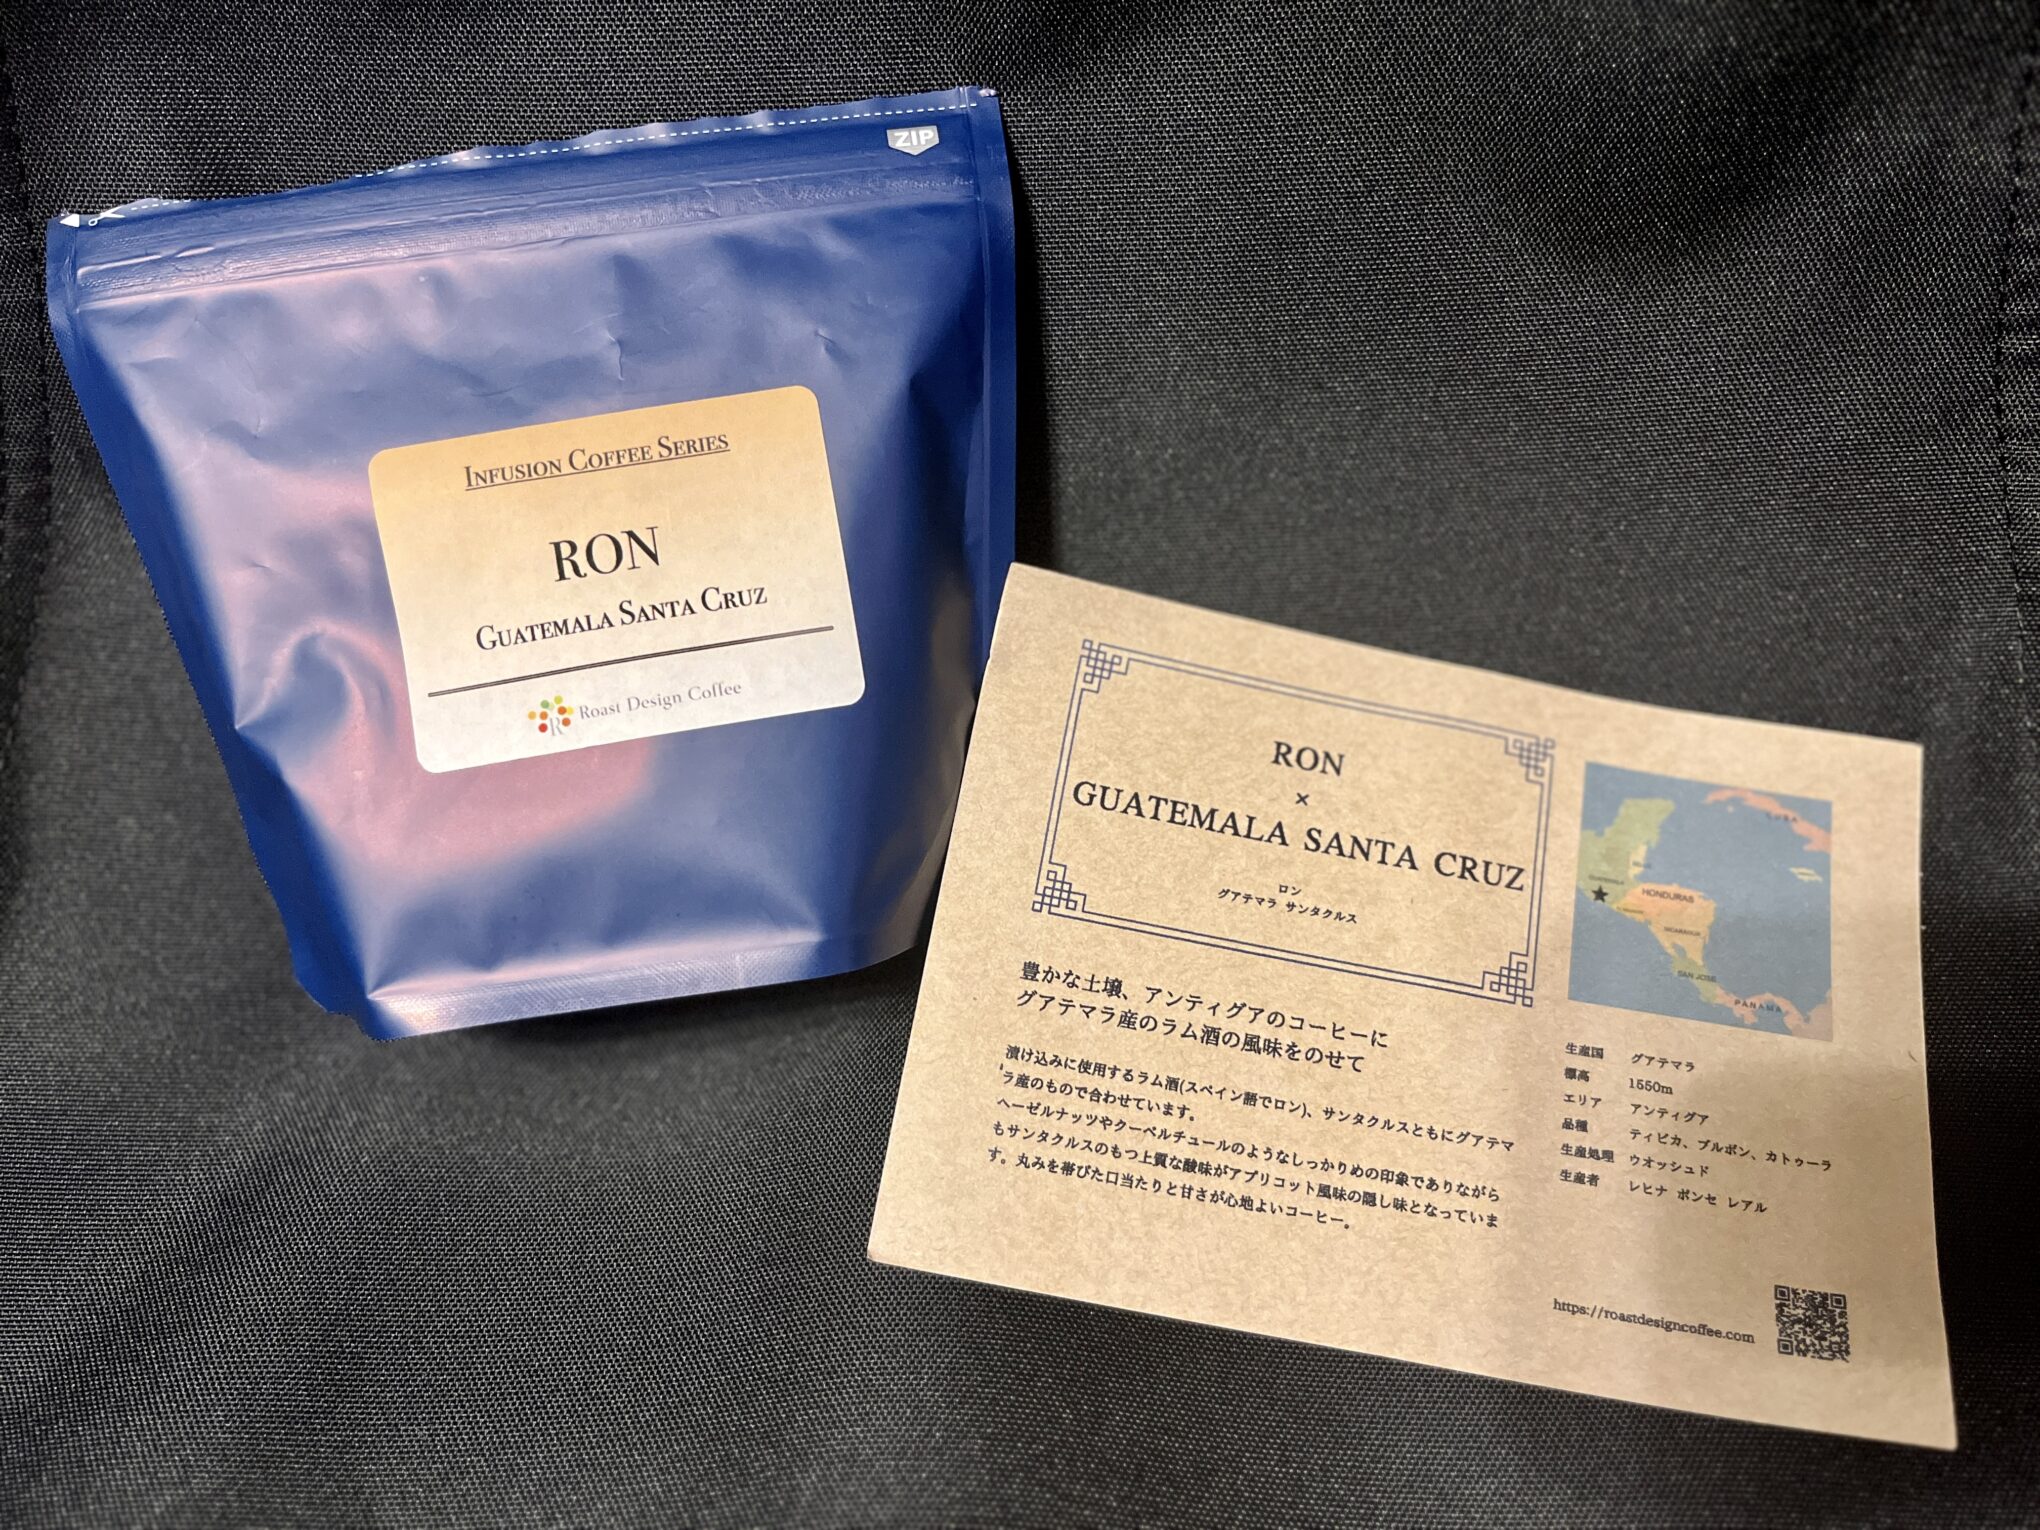 ZIP
INFUSION COFFEE SERIES
RON
GUATEMALA SANTA CRUZ
R
Roast Design Coffee
RON
×
GUATEMALA SANTA CRUZ
ロン
グアテマラ サンタクルス
豊かな土壌、アンティグアのコーヒーに
グアテマラ産のラム酒の風味をのせて
漬け込みに使用するラム酒(スペイン語でロン)、サンタクルスともにグアテマ
ラ産のもので合わせています。
ヘーゼルナッツやクーベルチュールのようなしっかりめの印象でありながら
もサンタクルスのもつ上質な酸味がアプリコット風味の隠し味となっていま
す。丸みを帯びた口当たりと甘さが心地よいコーヒー。
CUBA
GUATEMALA
HONDURAS
NICARAGUA
SAN JOSE
PANAMA
生産国 グアテマラ
標高 1550m
エリア アンティグア
品種 ティピカ、ブルボン、カトゥーラ
生産処理 ウオッシュド
生産者 レヒナ ポンセ レアル
https://roastdesigncoffee.com